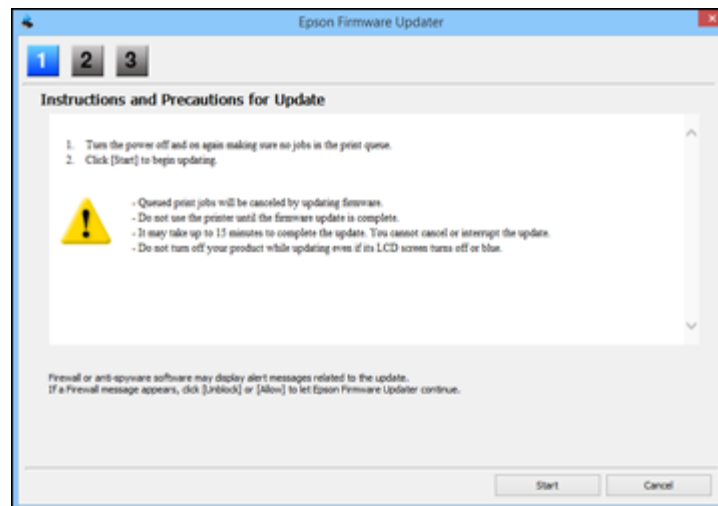 Epson Firmware Updater
1 2 3
Instructions and Precautions for Update
1. Turn the power off and on again making sure no jobs in the print queue.
2. Click [Start] to begin updating.
- Queued print jobs will be canceled by updating firmware.
- Do not use the printer until the firmware update is complete.
- It may take up to 15 minutes to complete the update. You cannot cancel or interrupt the update.
- Do not turn off your product while updating even if its LCD screen turns off or blue.
Firewall or anti-spyware software may display alert messages related to the update.
If a Firewall message appears, click [Unblock] or [Allow] to let Epson Firmware Updater continue.
Start Cancel